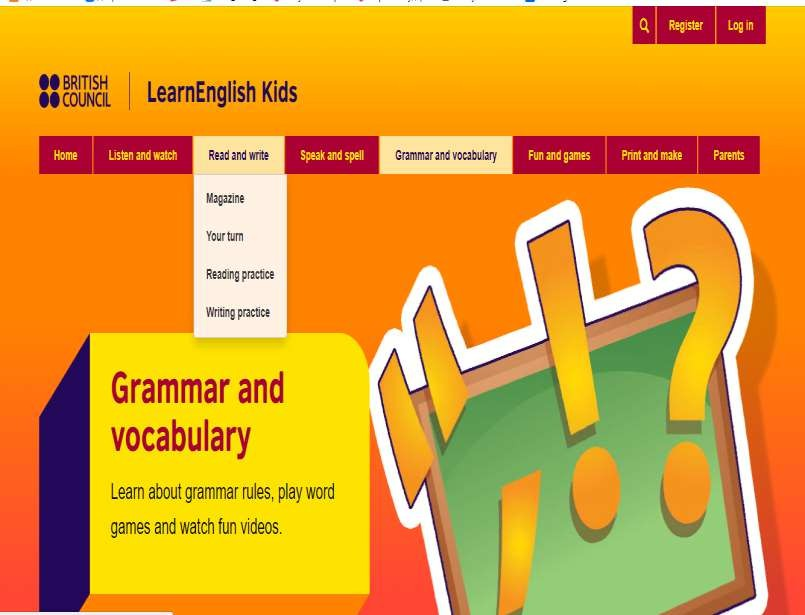 Register
Log in
BRITISH
COUNCIL
LearnEnglish Kids
Home
Listen and watch
Read and write
Speak and spell
Grammar and vocabulary
Fun and games
Print and make
Parents
Magazine
Your turn
Reading practice
Writing practice
Grammar and
vocabulary
Learn about grammar rules, play word
games and watch fun videos.
" ! ?
,